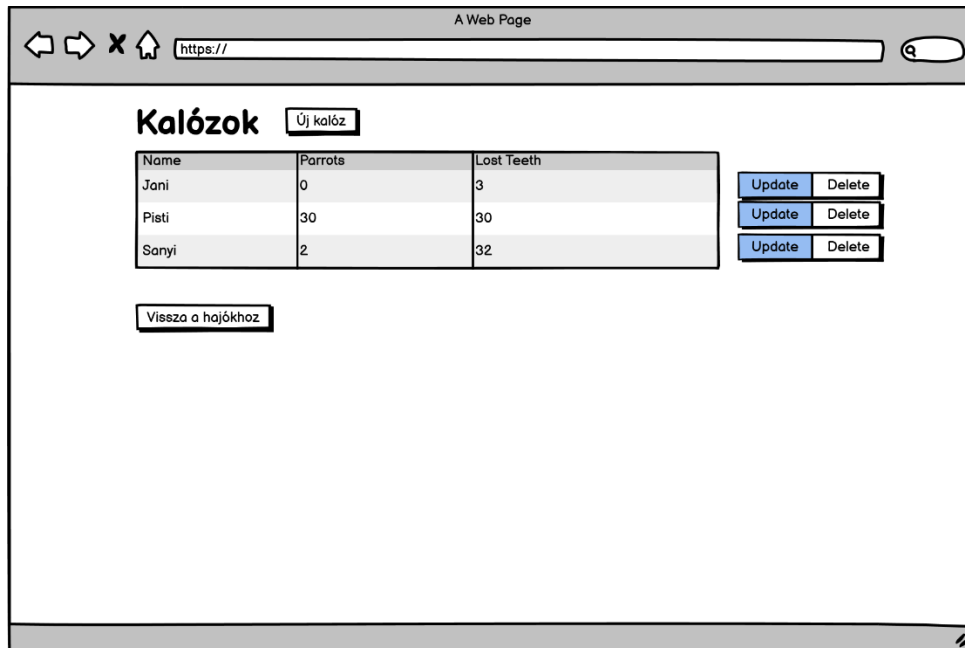 A Web Page
https://
Kalózok Új kalóz
Name Parrots Lost Teeth
Jani 0 3 Update Delete
Pisti 30 30 Update Delete
Sanyi 2 32 Update Delete
Vissza a hajókhoz